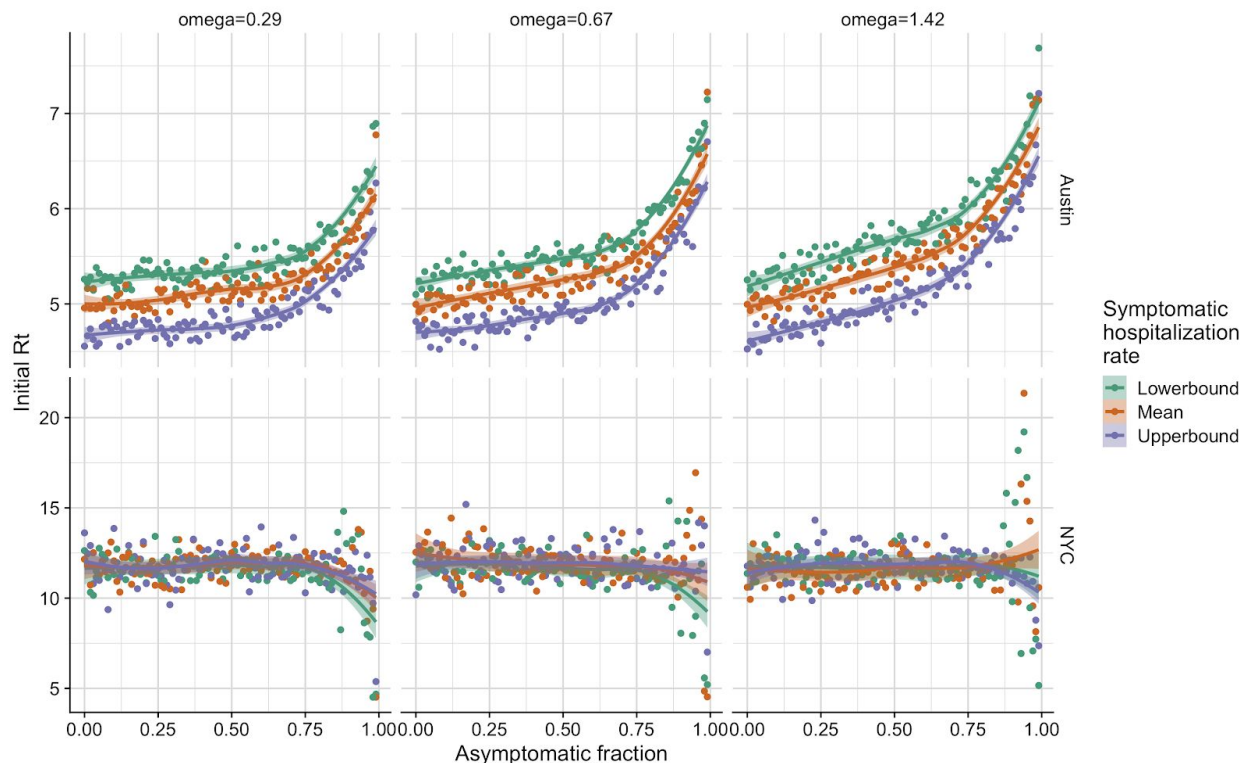 omega=0.29 omega=0.67 omega=1.42
7
6
5
Austin
20
15
10
5
NYC
Initial Rt
0.00 0.25 0.50 0.75 1.00 0.00 0.25 0.50 0.75 1.00 0.00 0.25 0.50 0.75 1.00
Asymptomatic fraction
Symptomatic
hospitalization
rate
Lowerbound
Mean
Upperbound